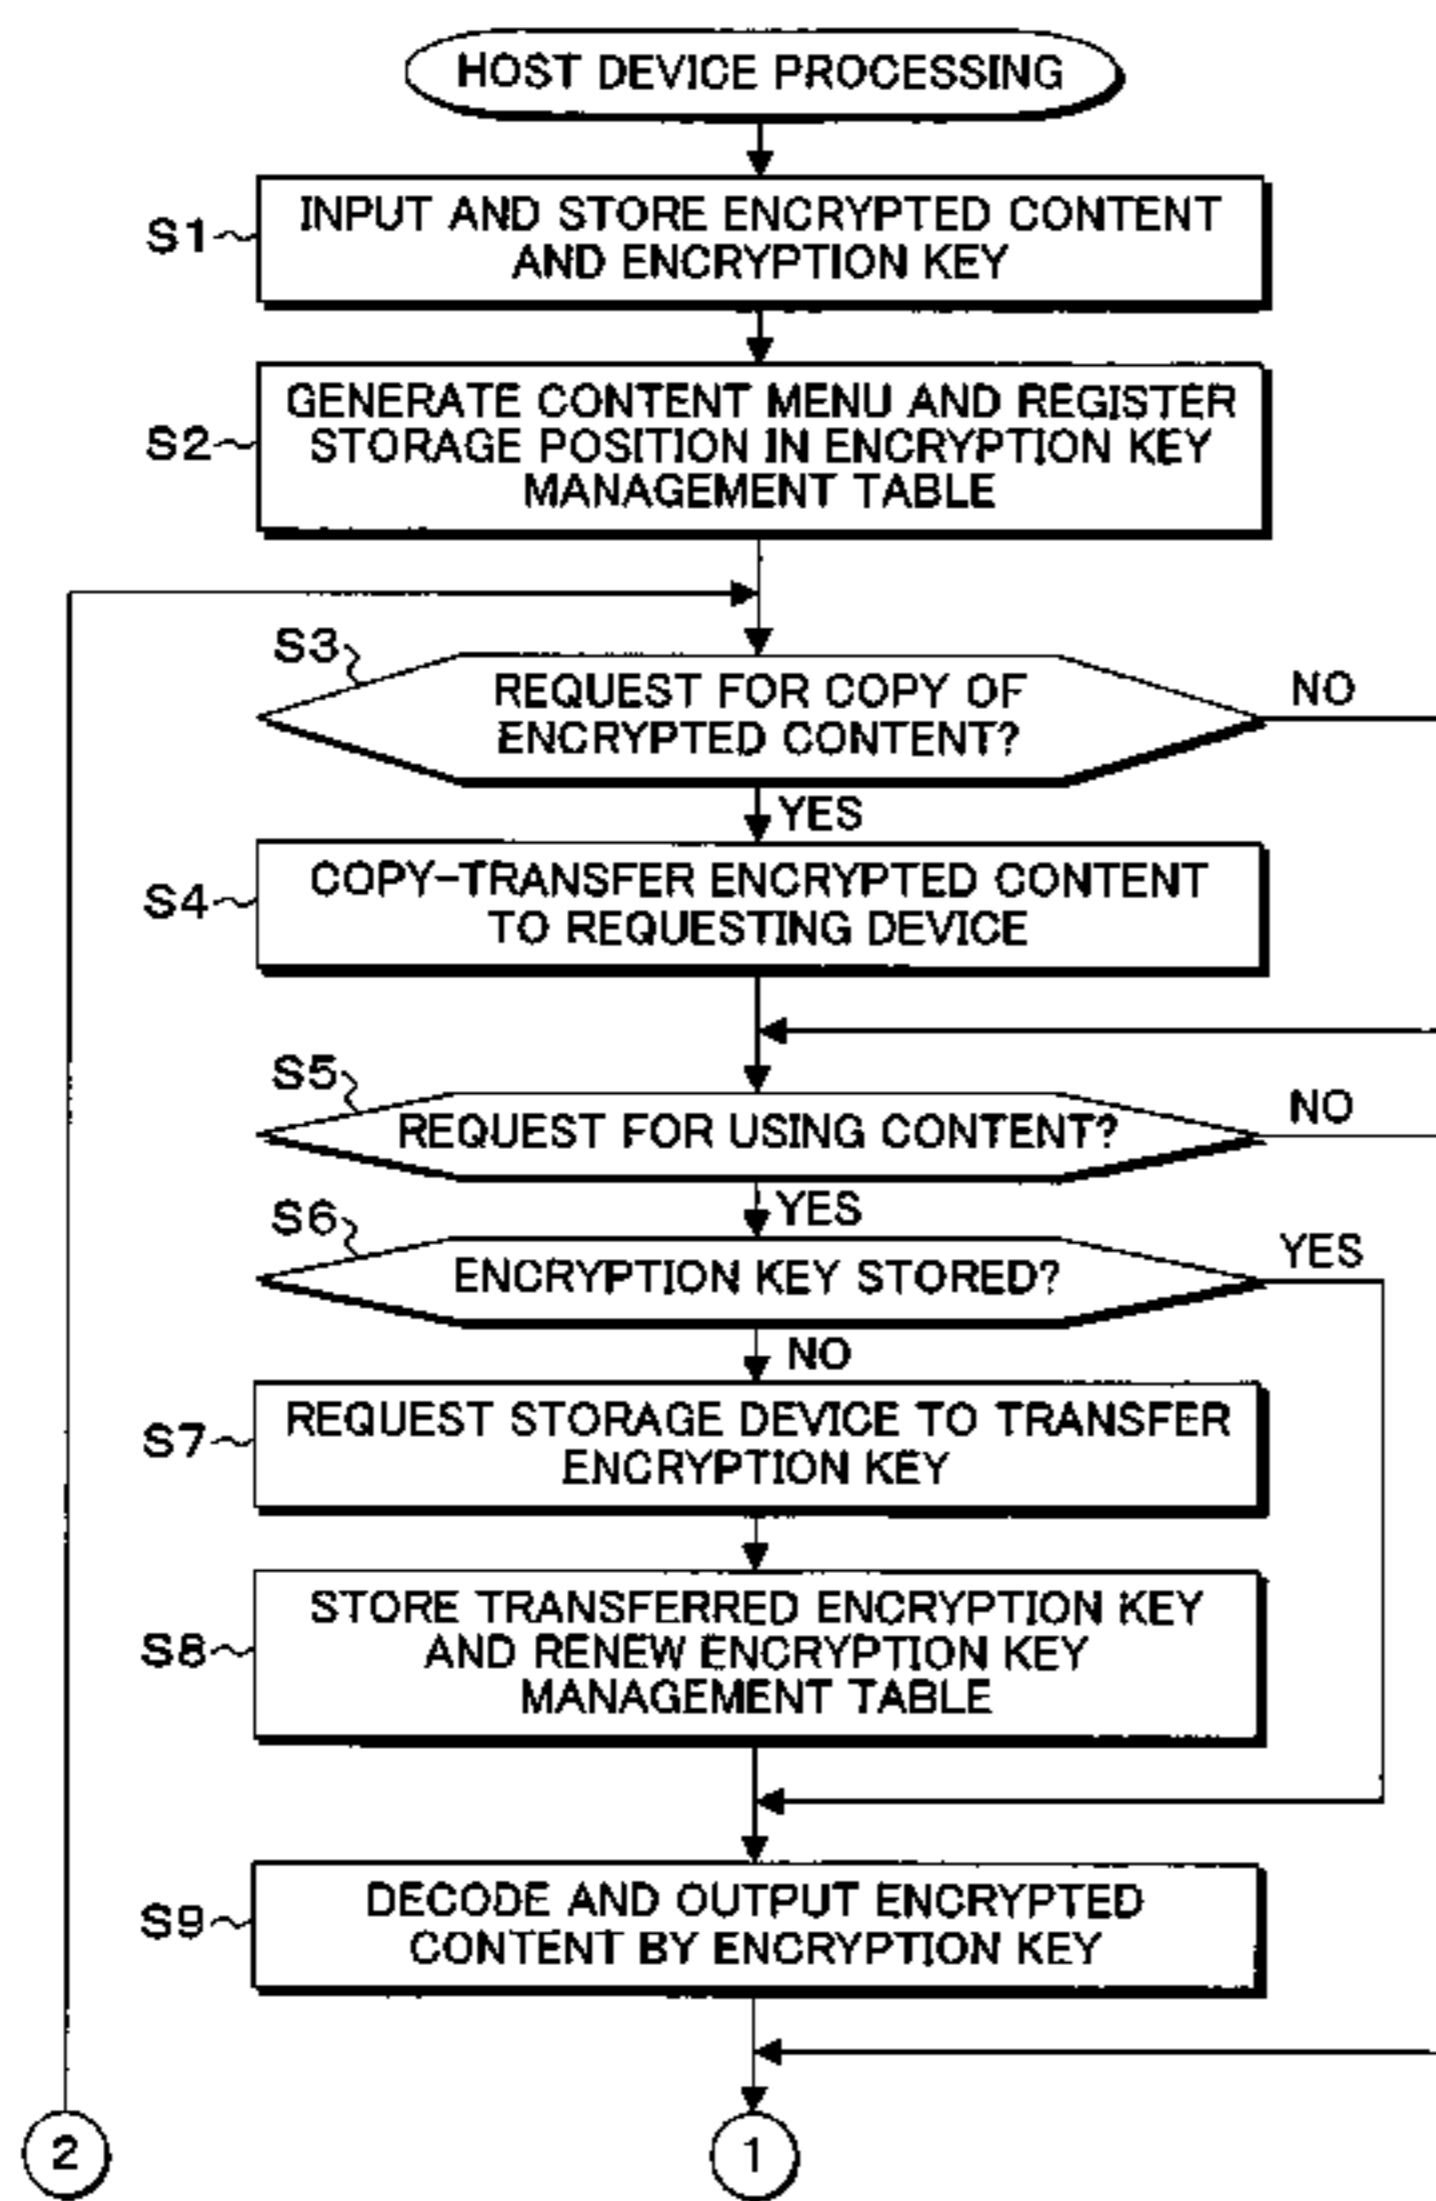 HOST DEVICE PROCESSING
S1
INPUT AND STORE ENCRYPTED CONTENT
AND ENCRYPTION KEY
S2
GENERATE CONTENT MENU AND REGISTER
STORAGE POSITION IN ENCRYPTION KEY
MANAGEMENT TABLE
S3
REQUEST FOR COPY OF
ENCRYPTED CONTENT?
NO
YES
S4
COPY-TRANSFER ENCRYPTED CONTENT
TO REQUESTING DEVICE
S5
REQUEST FOR USING CONTENT?
NO
YES
S6
ENCRYPTION KEY STORED?
YES
NO
S7
REQUEST STORAGE DEVICE TO TRANSFER
ENCRYPTION KEY
S8
STORE TRANSFERRED ENCRYPTION KEY
AND RENEW ENCRYPTION KEY
MANAGEMENT TABLE
S9
DECODE AND OUTPUT ENCRYPTED
CONTENT BY ENCRYPTION KEY
2
1